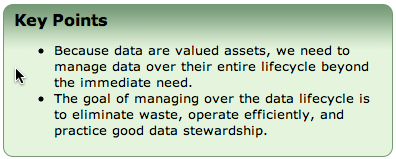 Key Points
• Because data are valued assets, we need to
manage data over their entire lifecycle beyond
the immediate need.
• The goal of managing over the data lifecycle is
to eliminate waste, operate efficiently, and
practice good data stewardship.